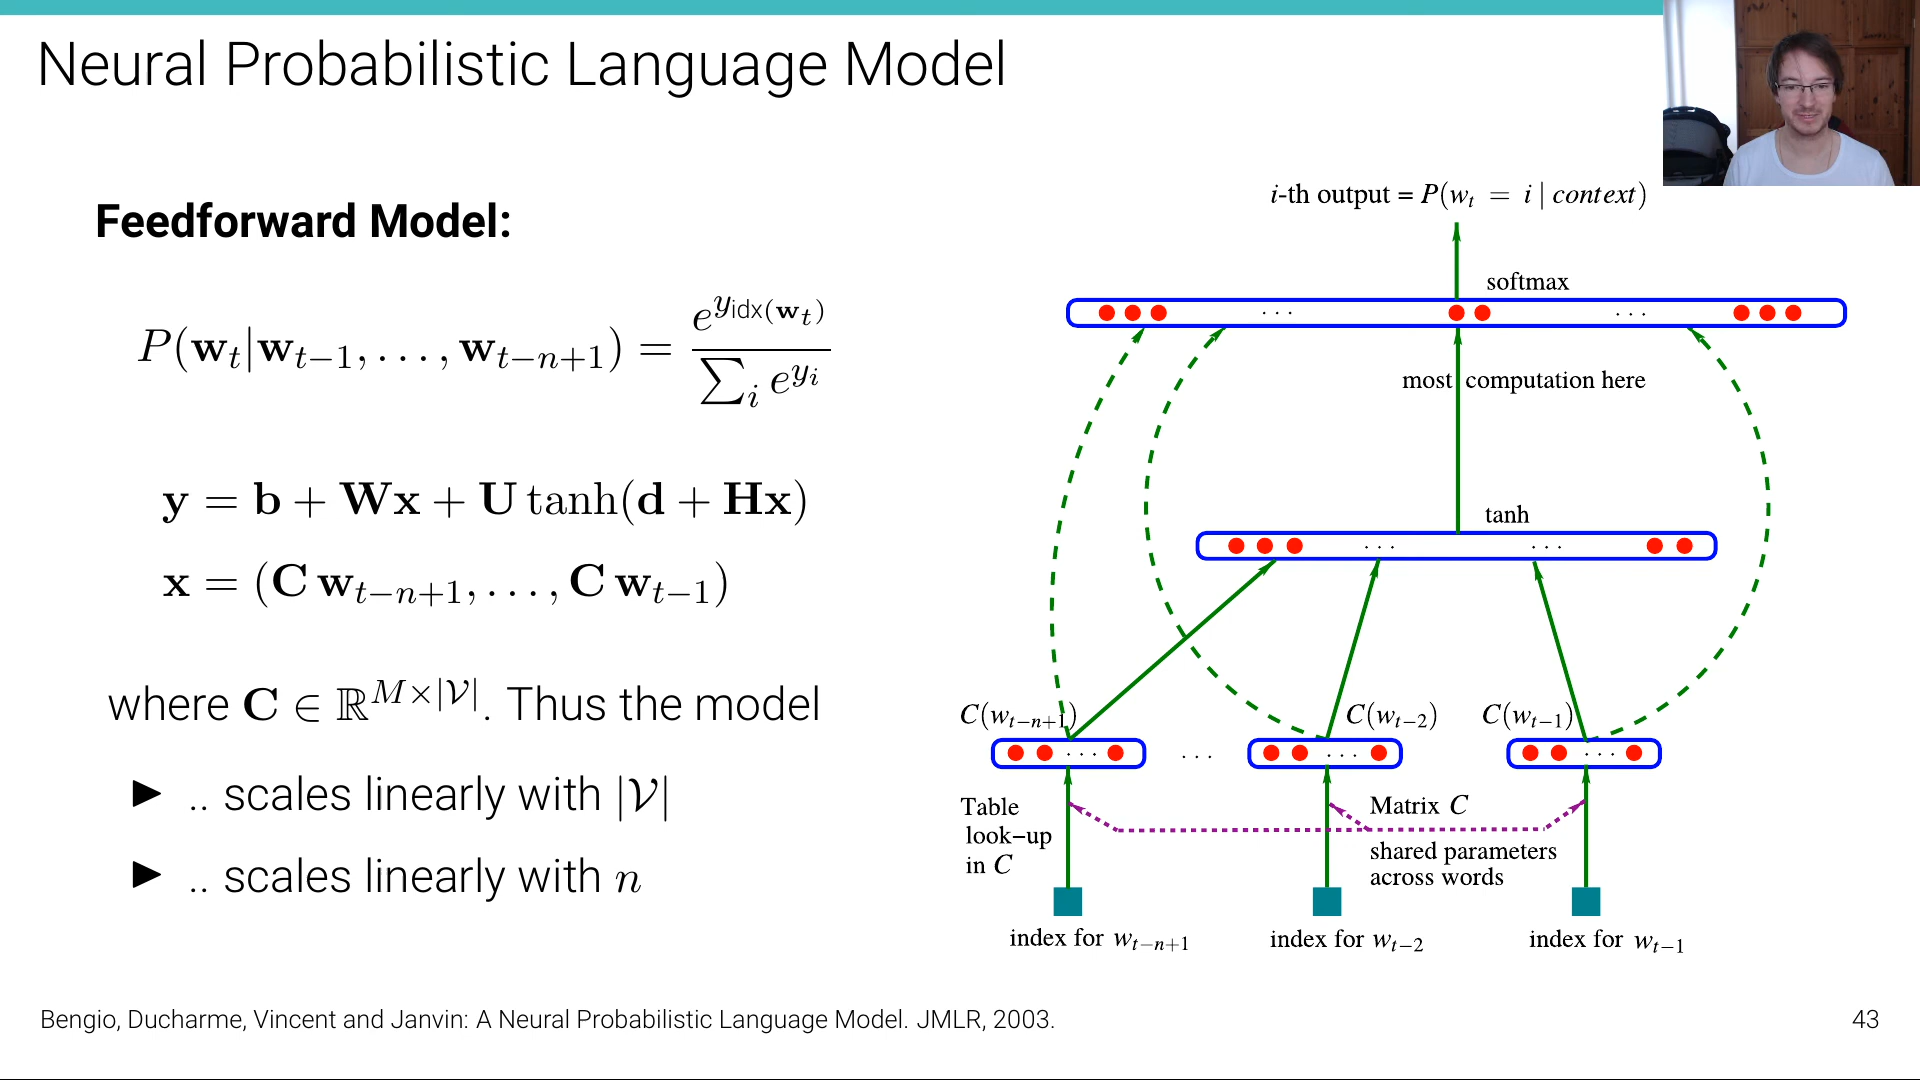 Neural Probabilistic Language Model
Feedforward Model:
P(w_t|w_{t−1}, . . . , w_{t−n+1}) = e^{y_{idx(w_t)}} / ∑_i e^{y_i}
y = b + Wx + U tanh(d + Hx)
x = (C w_{t−n+1}, . . . , C w_{t−1})
where C ∈ ℝ^{M×|𝒱|}. Thus the model
► .. scales linearly with |𝒱|
► .. scales linearly with n
i-th output = P(w_t = i | context)
softmax
. . .
. . .
most computation here
tanh
. . .
. . .
C(w_{t−n+1})
C(w_{t−2})
C(w_{t−1})
. . .
. . .
. . .
. . .
Table
look−up
in C
Matrix C
shared parameters
across words
index for w_{t−n+1}
index for w_{t−2}
index for w_{t−1}
Bengio, Ducharme, Vincent and Janvin: A Neural Probabilistic Language Model. JMLR, 2003.
43